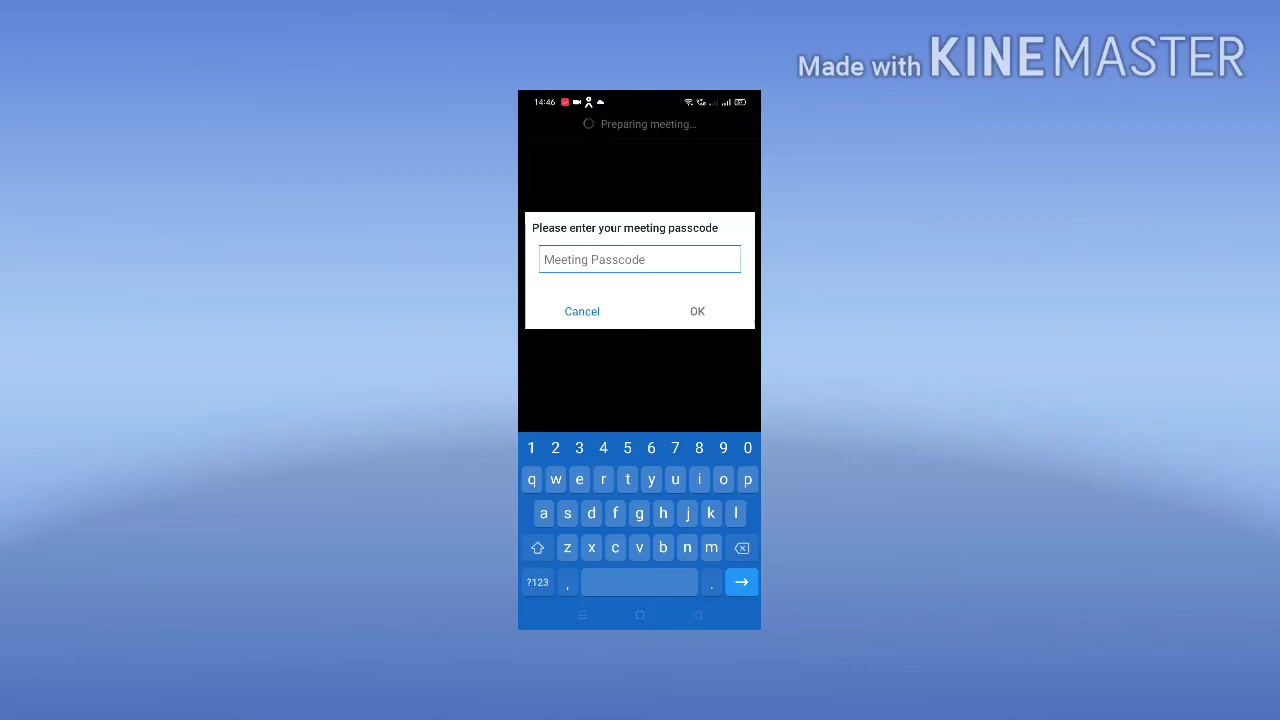 Made with KINEMASTER
14:46
Preparing meeting...
Please enter your meeting passcode
Meeting Passcode
Cancel OK
1 2 3 4 5 6 7 8 9 0
q w e r t y u i o p
a s d f g h j k l
z x c v b n m
?123 , .